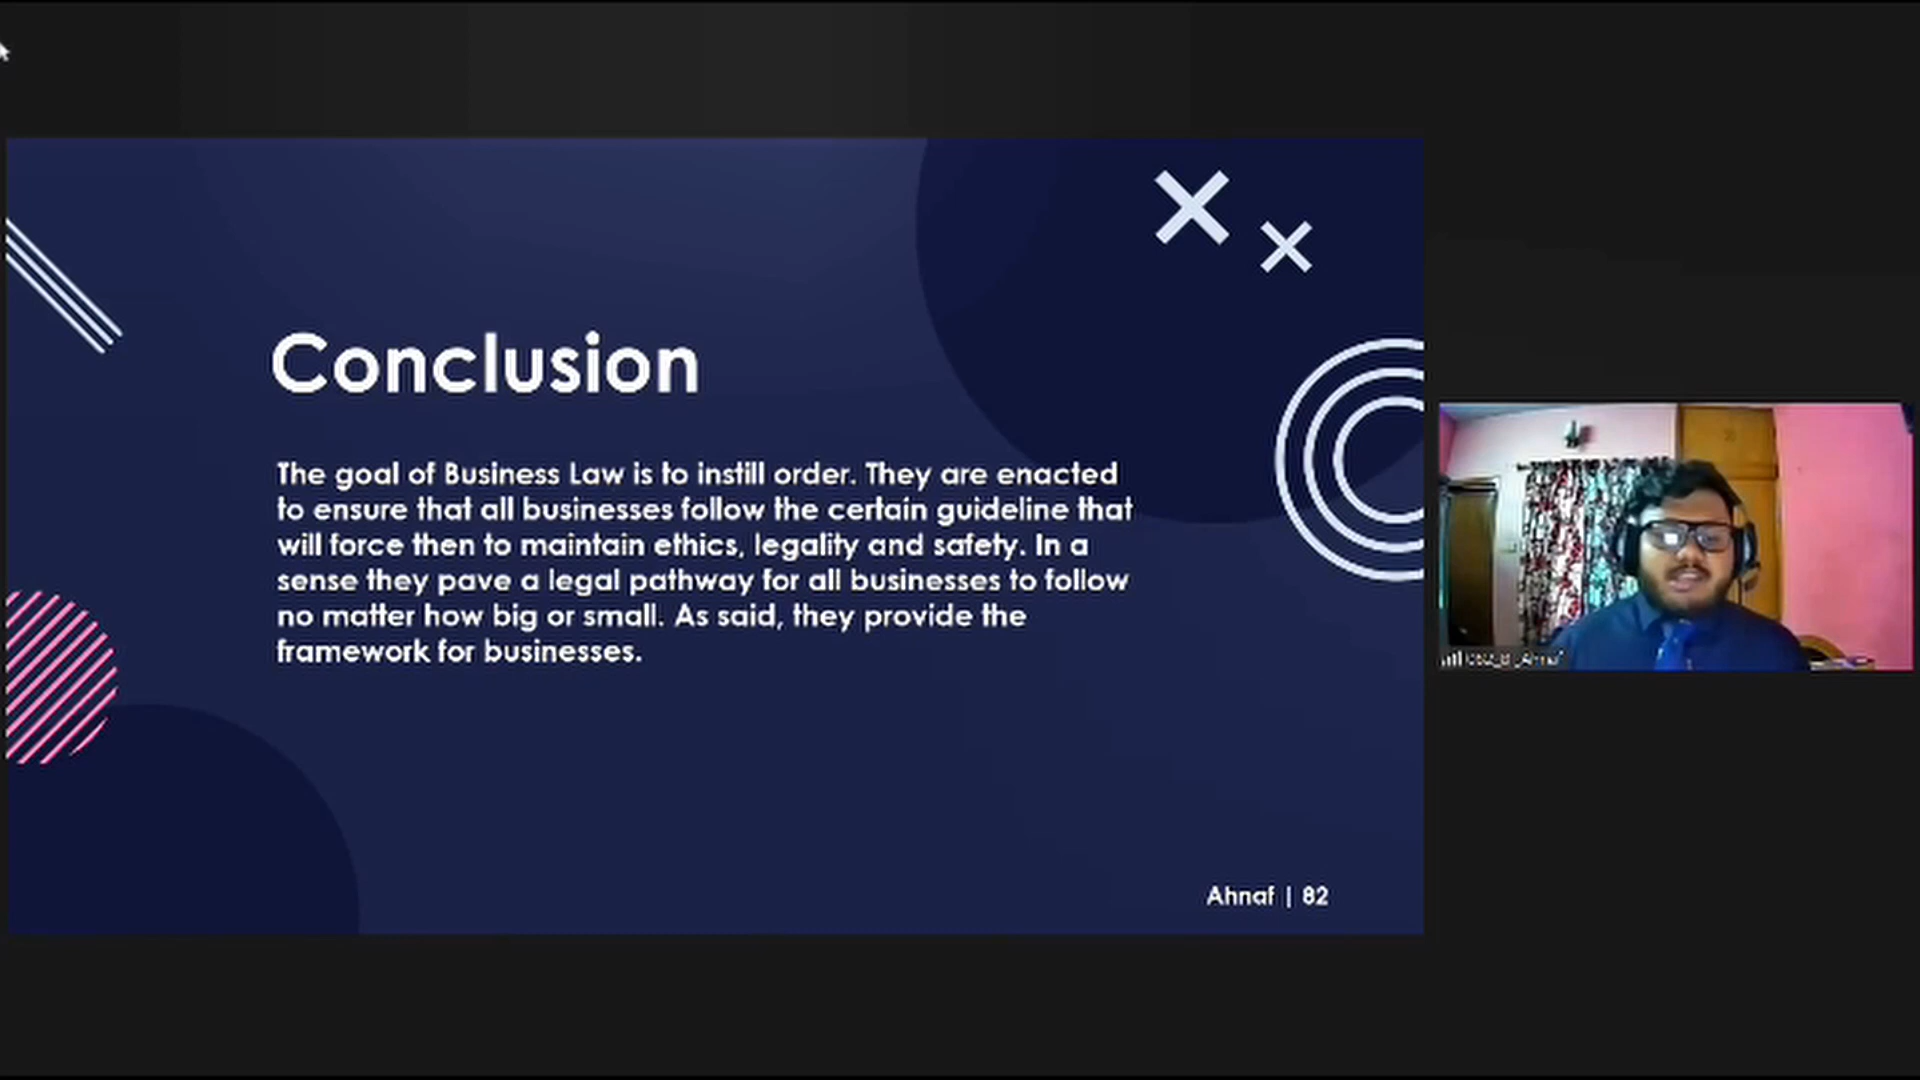 Conclusion
The goal of Business Law is to instill order. They are enacted
to ensure that all businesses follow the certain guideline that
will force then to maintain ethics, legality and safety. In a
sense they pave a legal pathway for all businesses to follow
no matter how big or small. As said, they provide the
framework for businesses.
Ahnaf | 82